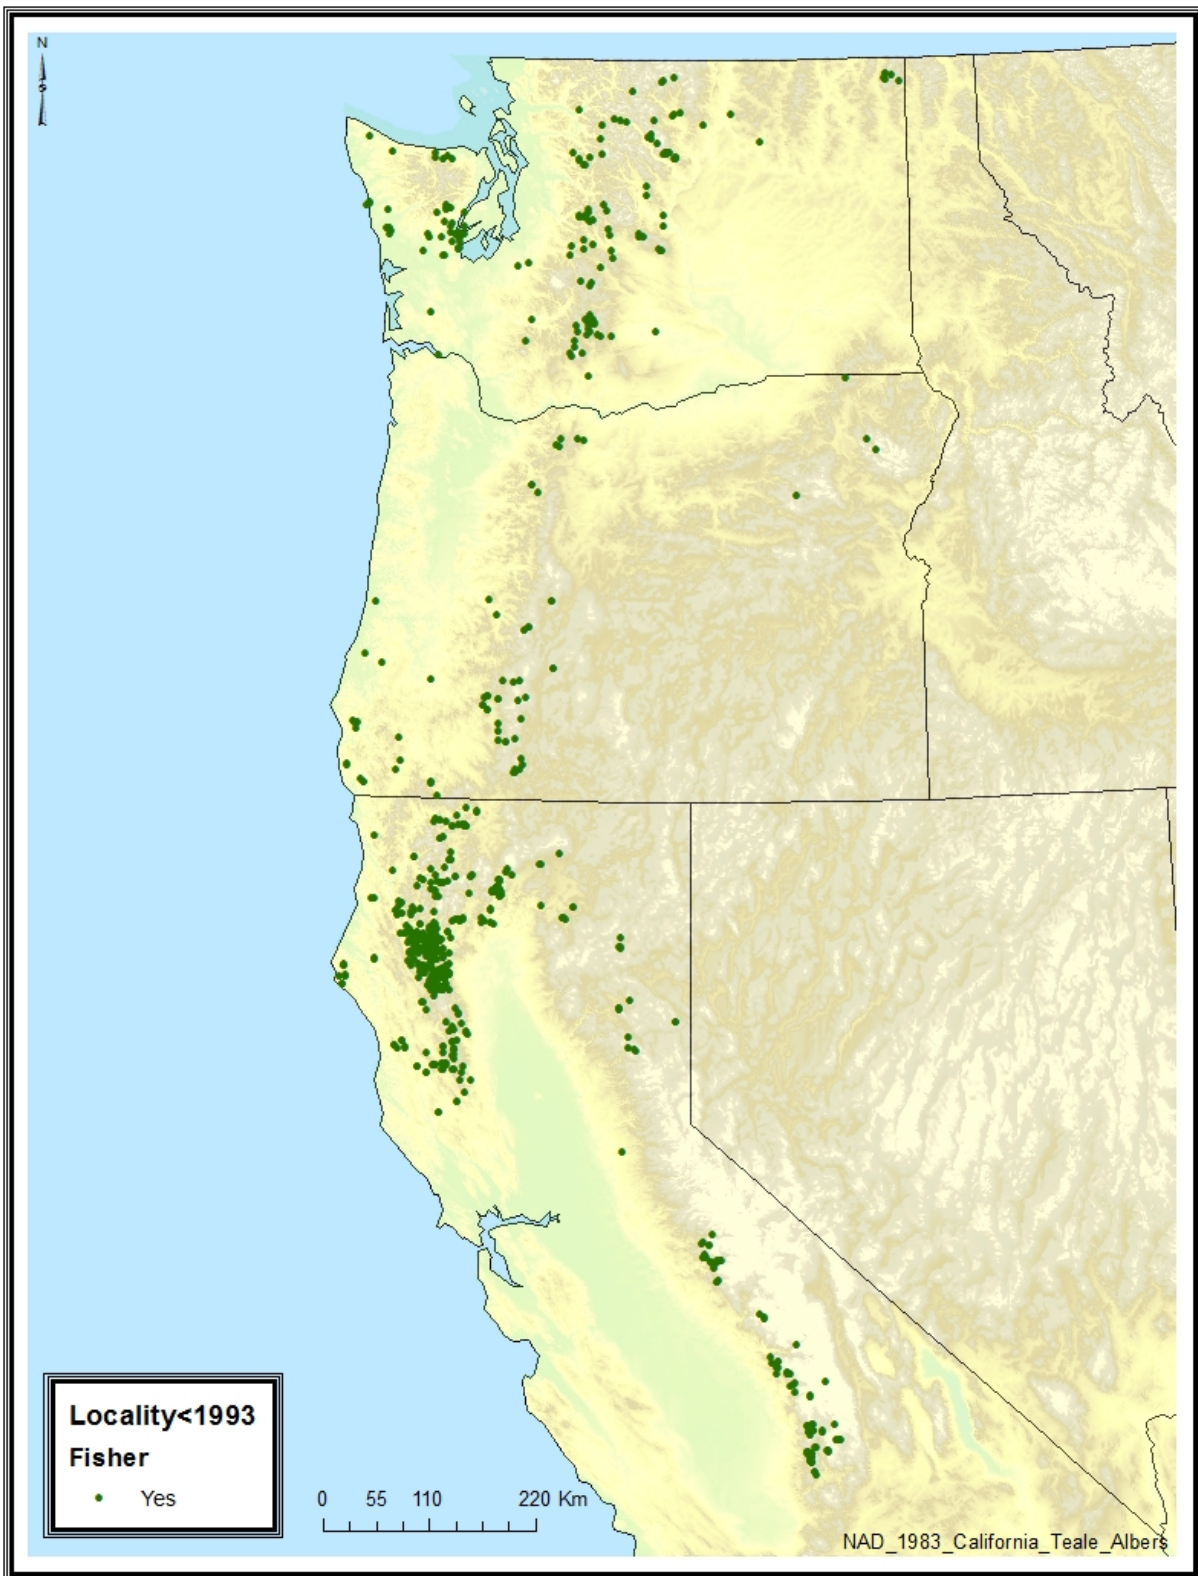 N
S
Locality<1993
Fisher
Yes
0 55 110 220 Km
NAD_1983_California_Teale_Albers